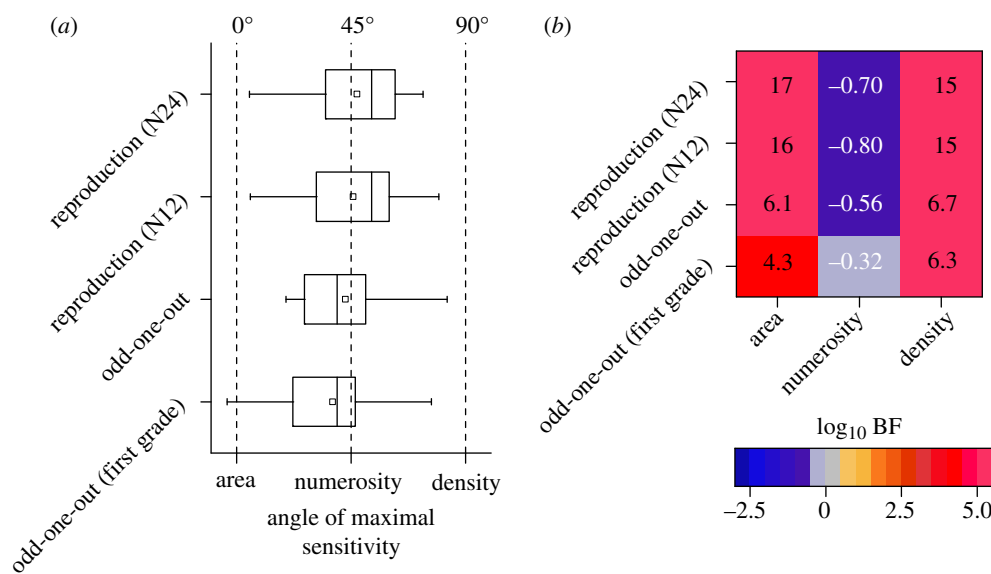 (a)
0° 45° 90°
reproduction (N24)
reproduction (N12)
odd-one-out
odd-one-out (first grade)
area numerosity density
angle of maximal
sensitivity
(b)
reproduction (N24)
reproduction (N12)
odd-one-out
odd-one-out (first grade)
17 –0.70 15
16 –0.80 15
6.1 –0.56 6.7
4.3 –0.32 6.3
area numerosity density
log10 BF
–2.5 0 2.5 5.0